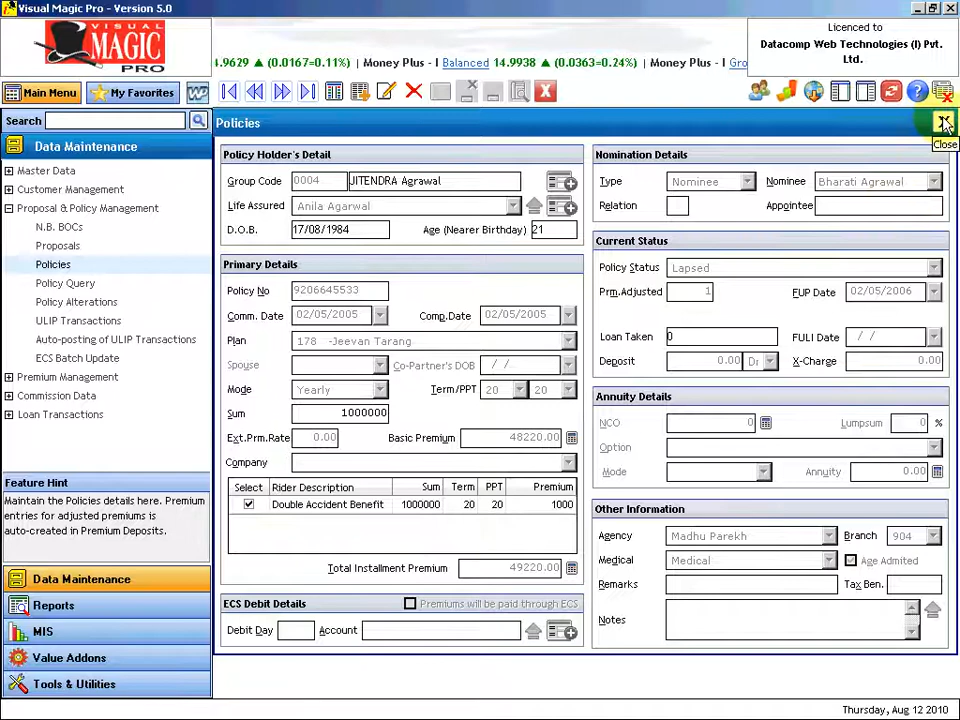 Visual Magic Pro - Version 5.0
VISUAL
MAGIC
PRO
4.9629 ▲ (0.0167=0.11%) | Money Plus - I Balanced 14.9938 ▲ (0.0363=0.24%) | Money Plus - I Gro
Licenced to
Datacomp Web Technologies (I) Pvt.
Ltd.
Main Menu
My Favorites
Search
Policies
Close
Data Maintenance
Master Data
Customer Management
Proposal & Policy Management
N.B. BOCs
Proposals
Policies
Policy Query
Policy Alterations
ULIP Transactions
Auto-posting of ULIP Transactions
ECS Batch Update
Premium Management
Commission Data
Loan Transactions
Feature Hint
Maintain the Policies details here. Premium
entries for adjusted premiums is
auto-created in Premium Deposits.
Data Maintenance
Reports
MIS
Value Addons
Tools & Utilities
Policy Holder's Detail
Group Code 0004 JITENDRA Agrawal
Life Assured Anila Agarwal
D.O.B. 17/08/1984 Age (Nearer Birthday) 21
Primary Details
Policy No 9206645533
Comm. Date 02/05/2005 Comp.Date 02/05/2005
Plan 178 -Jeevan Tarang
Spouse Co-Partner's DOB / /
Mode Yearly Term/PPT 20 20
Sum 1000000
Ext.Prm.Rate 0.00 Basic Premium 48220.00
Company
Select Rider Description Sum Term PPT Premium
Double Accident Benefit 1000000 20 20 1000
Total Installment Premium 49220.00
ECS Debit Details Premiums will be paid through ECS
Debit Day Account
Nomination Details
Type Nominee Nominee Bharati Agrawal
Relation Appointee
Current Status
Policy Status Lapsed
Prm.Adjusted 1 FUP Date 02/05/2006
Loan Taken 0 FULI Date / /
Deposit 0.00 Dr X-Charge 0.00
Annuity Details
NCO 0 Lumpsum 0 %
Option
Mode Annuity 0.00
Other Information
Agency Madhu Parekh Branch 904
Medical Medical Age Admited
Remarks Tax Ben.
Notes
Thursday, Aug 12 2010